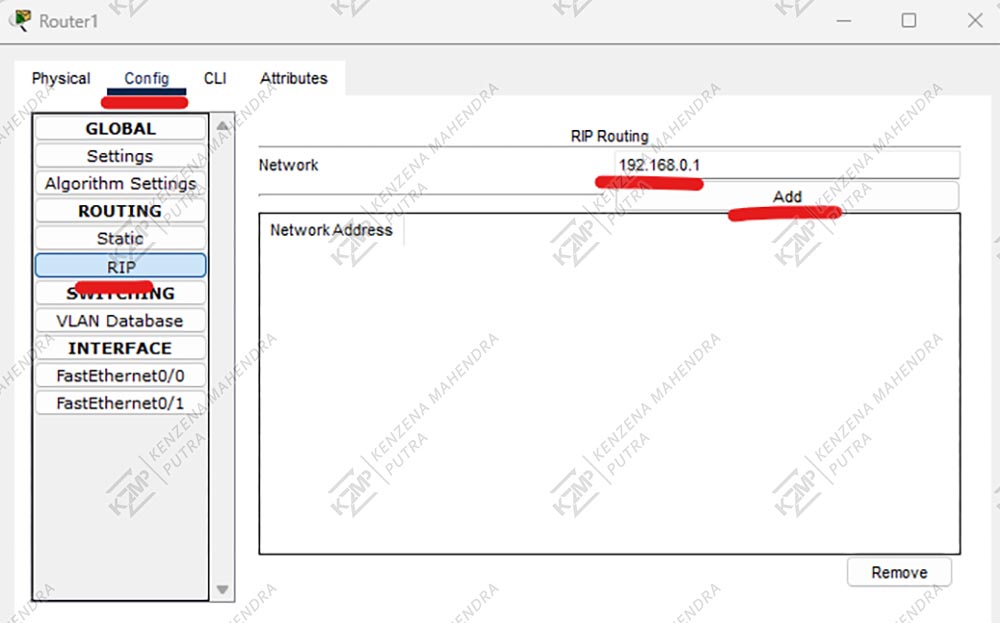 Router1
Physical Config CLI Attributes
GLOBAL
Settings
Algorithm Settings
ROUTING
Static
RIP
SWITCHING
VLAN Database
INTERFACE
FastEthernet0/0
FastEthernet0/1
RIP Routing
Network 192.168.0.1
Add
Network Address
Remove
KZMP KENZENA MAHENDRA
PUTRA